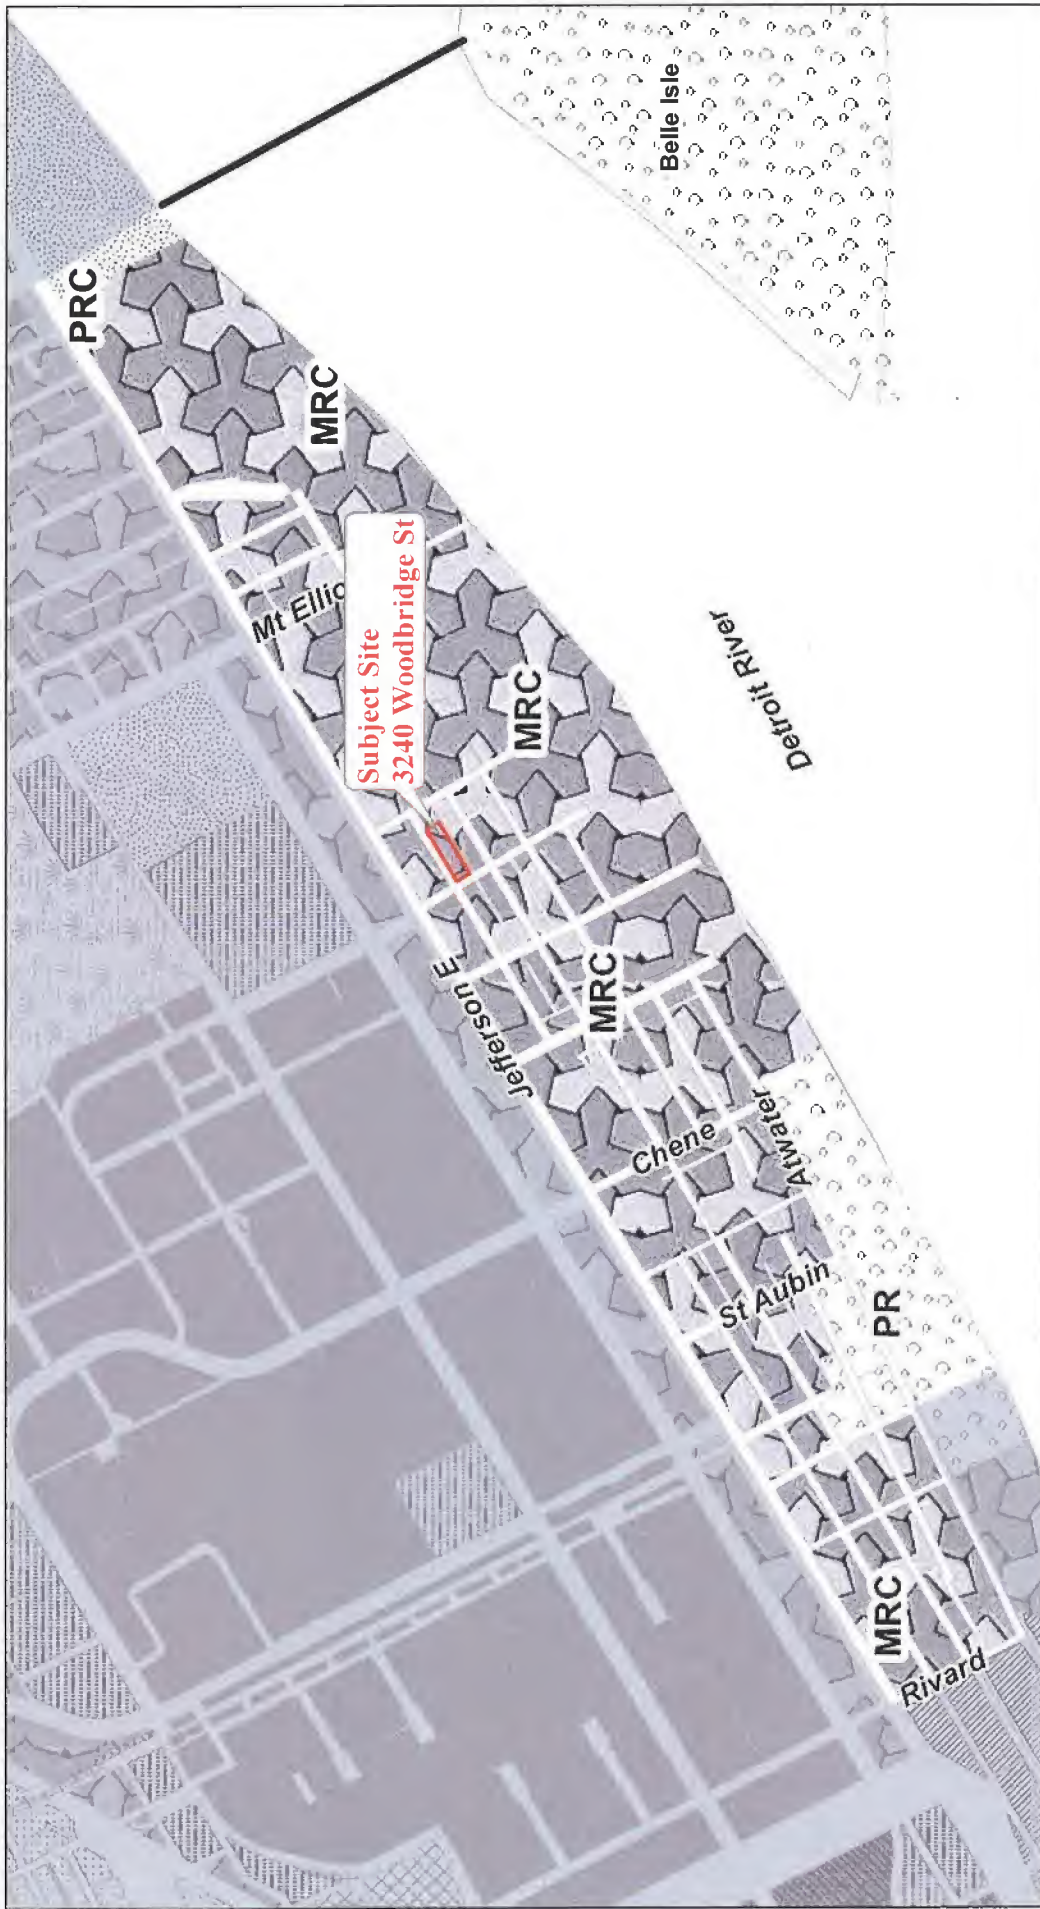 PRC
MRC
Belle Isle
Mt Ellio
Subject Site
3240 Woodbridge St
MRC
Detroit River
Jefferson E
MRC
Chene
Atwater
St Aubin
PR
MRC
Rivard